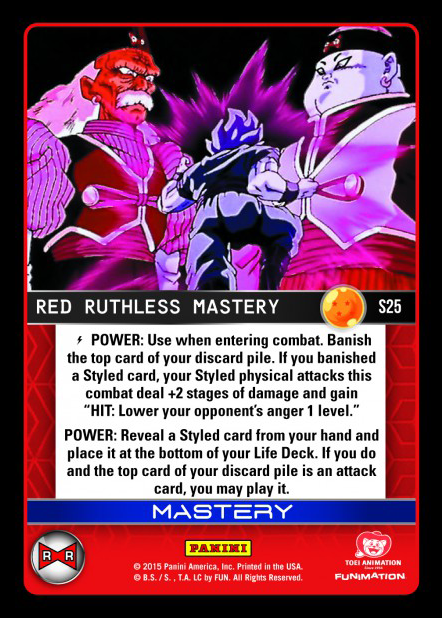 RED RUTHLESS MASTERY S25
POWER: Use when entering combat. Banish
the top card of your discard pile. If you banished
a Styled card, your Styled physical attacks this
combat deal +2 stages of damage and gain
"HIT: Lower your opponent's anger 1 level."
POWER: Reveal a Styled card from your hand and
place it at the bottom of your Life Deck. If you do
and the top card of your discard pile is an attack
card, you may play it.
MASTERY
R R
PANINI
© 2015 Panini America, Inc. Printed in the USA.
© B.S. / S. , T.A. LC by FUN. All Rights Reserved.
TOEI ANIMATION
FUNIMATION